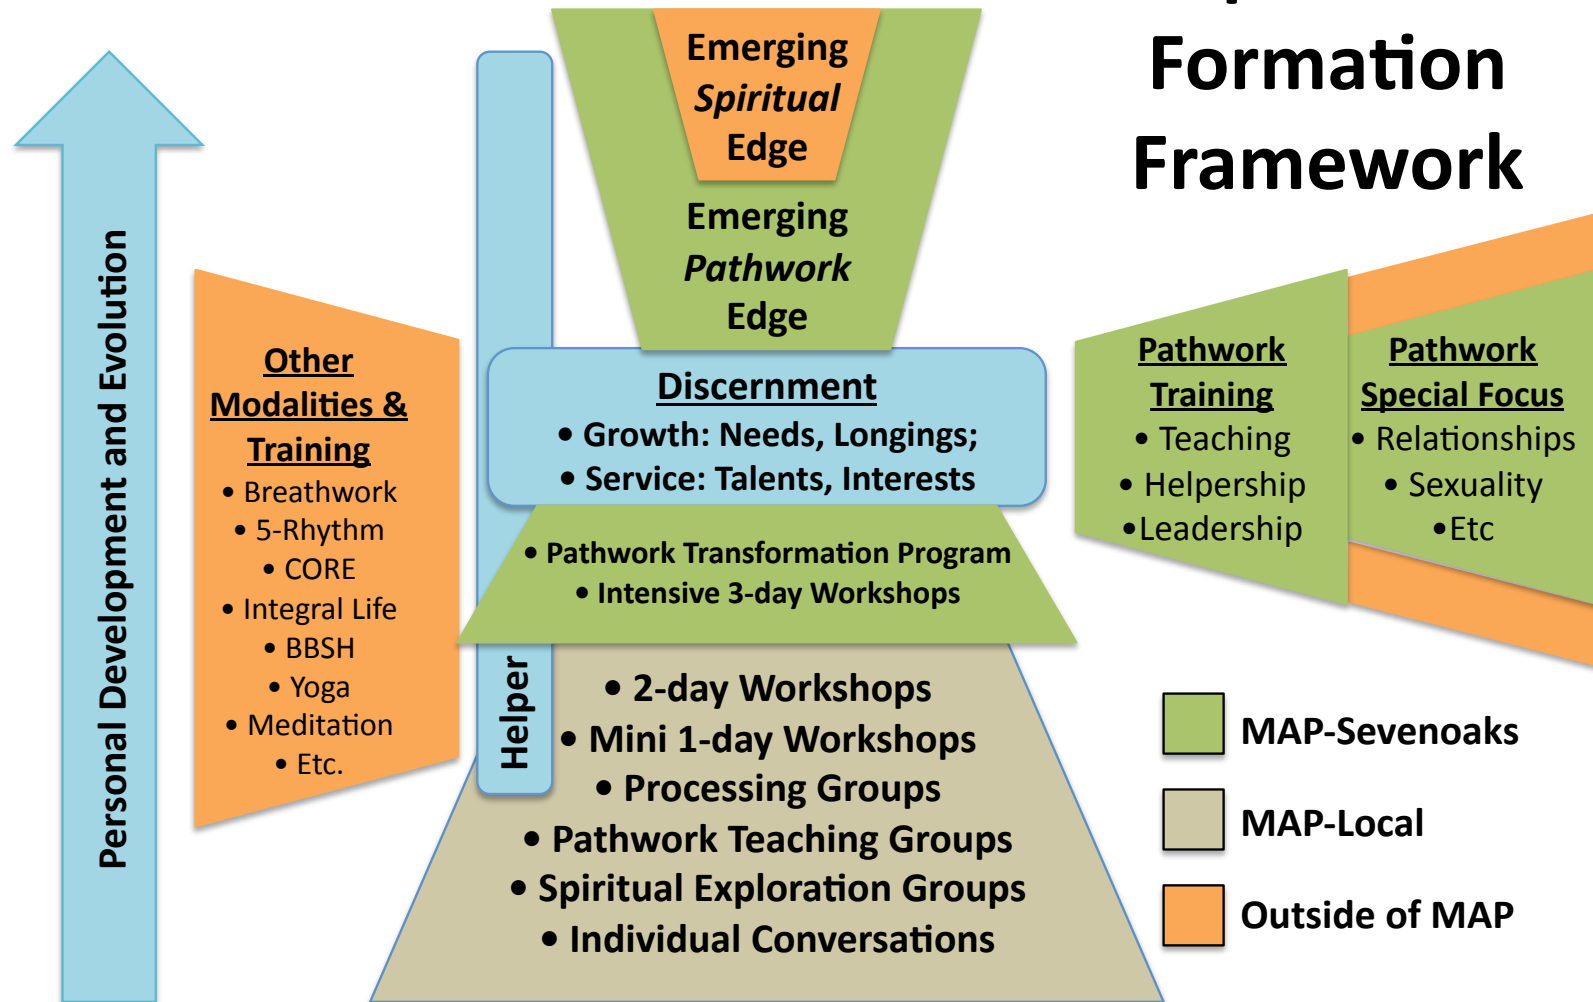 Formation
Framework
Emerging
Spiritual
Edge
Emerging
Pathwork
Edge
Personal Development and Evolution
Other
Modalities &
Training
• Breathwork
• 5-Rhythm
• CORE
• Integral Life
• BBSH
• Yoga
• Meditation
• Etc.
Helper
Discernment
• Growth: Needs, Longings;
• Service: Talents, Interests
• Pathwork Transformation Program
• Intensive 3-day Workshops
• 2-day Workshops
• Mini 1-day Workshops
• Processing Groups
• Pathwork Teaching Groups
• Spiritual Exploration Groups
• Individual Conversations
Pathwork
Training
• Teaching
• Helpership
•Leadership
Pathwork
Special Focus
• Relationships
• Sexuality
•Etc
MAP-Sevenoaks
MAP-Local
Outside of MAP